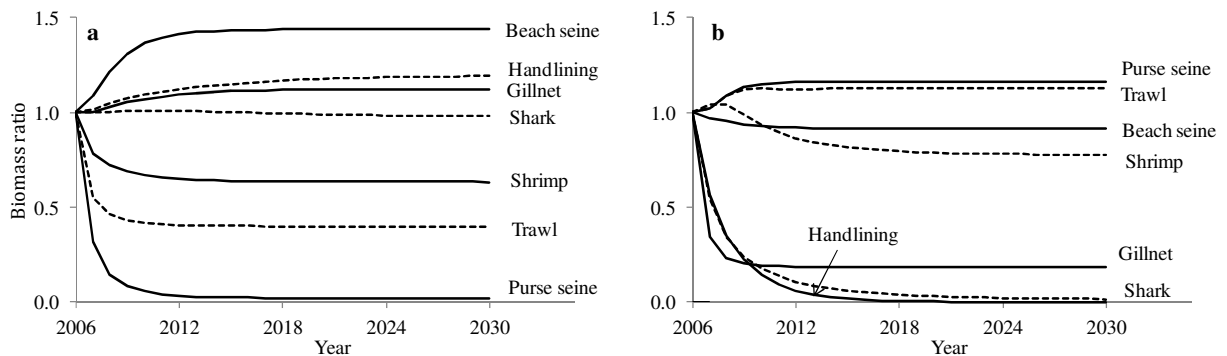 1.5
a
Beach seine
Handlining
Gillnet
1.0
Shark
Shrimp
0.5
Trawl
Purse seine
0.0
2006 2012 2018 2024 2030
Year
Biomass ratio
1.5
b
Purse seine
Trawl
1.0
Beach seine
Shrimp
0.5
Handlining
Gillnet
Shark
0.0
2006 2012 2018 2024 2030
Year